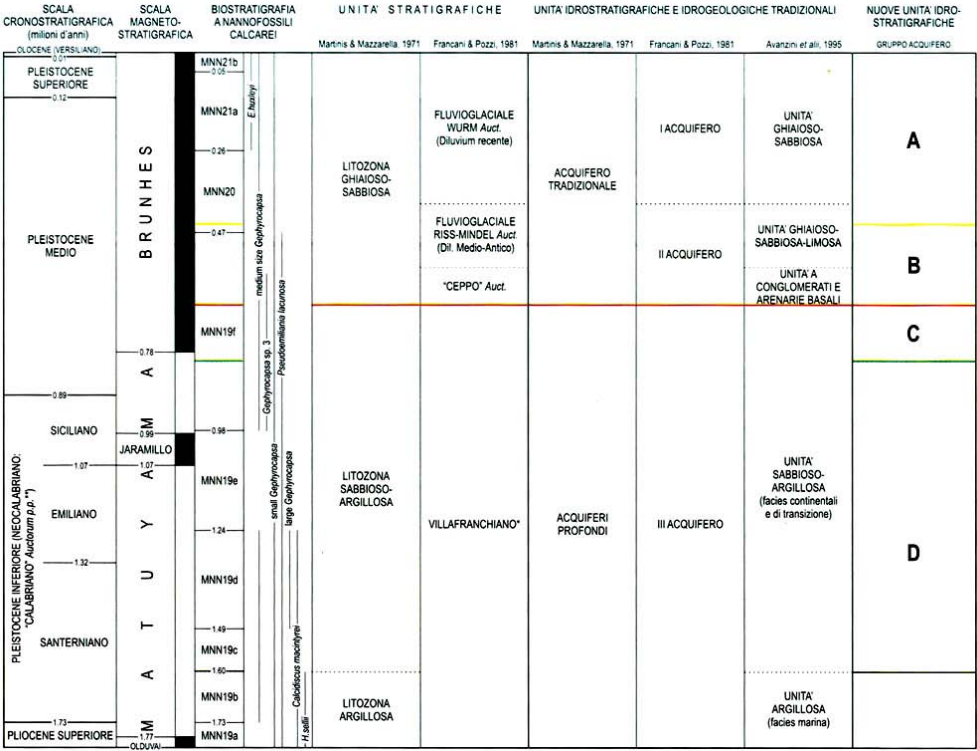 SCALA
CRONOSTRATIGRAFICA
(milioni d'anni)
OLOCENE (VERSILIANO)
0.01
PLEISTOCENE
SUPERIORE
0.12
PLEISTOCENE
MEDIO
0.89
SICILIANO
1.07
EMILIANO
1.32
SANTERNIANO
1.73
PLIOCENE SUPERIORE
PLEISTOCENE INFERIORE (NEOCALABRIANO:
"CALABRIANO" Auctorum p.p. **)
SCALA
MAGNETO-
STRATIGRAFICA
BRUNHES
0.78
MATUYAMA
0.99
JARAMILLO
1.07
1.77
OLDUVAI
BIOSTRATIGRAFIA
A NANNOFOSSILI
CALCAREI
MNN21b
0.05
MNN21a
0.26
MNN20
0.47
MNN19f
0.98
MNN19e
1.24
MNN19d
1.49
MNN19c
1.60
MNN19b
1.73
MNN19a
E.huxleyi
medium size Gephyrocapsa
Gephyrocapsa sp. 3
Pseudoemiliania lacunosa
small Gephyrocapsa
large Gephyrocapsa
Calcidiscus macintyrei
H.sellii
UNITA' STRATIGRAFICHE
Martinis & Mazzarella, 1971
LITOZONA
GHIAIOSO-
SABBIOSA
LITOZONA
SABBIOSO-
ARGILLOSA
LITOZONA
ARGILLOSA
Francani & Pozzi, 1981
FLUVIOGLACIALE
WURM Auct.
(Diluvium recente)
FLUVIOGLACIALE
RISS-MINDEL Auct.
(Dil. Medio-Antico)
"CEPPO" Auct.
VILLAFRANCHIANO*
UNITA' IDROSTRATIGRAFICHE E IDROGEOLOGICHE TRADIZIONALI
Martinis & Mazzarella, 1971
ACQUIFERO
TRADIZIONALE
ACQUIFERI
PROFONDI
Francani & Pozzi, 1981
I ACQUIFERO
II ACQUIFERO
III ACQUIFERO
Avanzini et alii, 1995
UNITA'
GHIAIOSO-
SABBIOSA
UNITA' GHIAIOSO-
SABBIOSA-LIMOSA
UNITA' A
CONGLOMERATI E
ARENARIE BASALI
UNITA'
SABBIOSO-
ARGILLOSA
(facies continentali
e di transizione)
UNITA'
ARGILLOSA
(facies marina)
NUOVE UNITA' IDRO-
STRATIGRAFICHE
GRUPPO ACQUIFERO
A
B
C
D